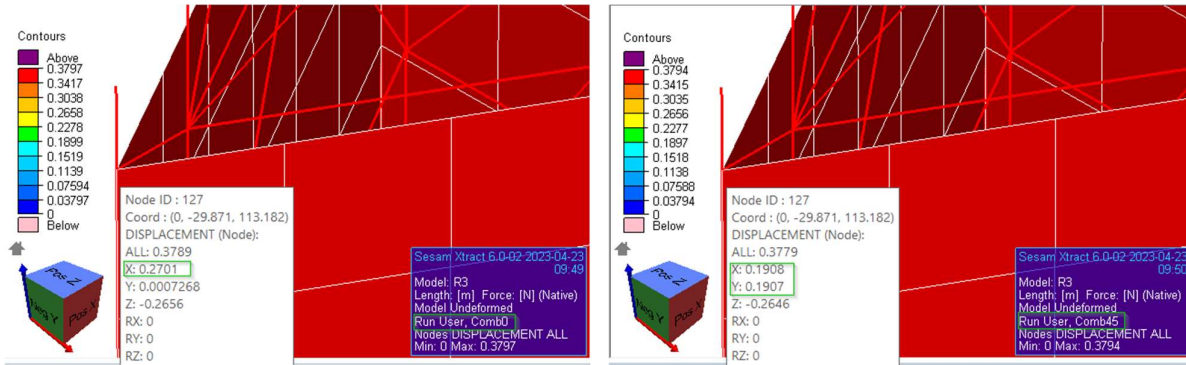 Contours
Above
0.3797
0.3417
0.3038
0.2658
0.2278
0.1899
0.1519
0.1139
0.07594
0.03797
0
Below
Node ID : 127
Coord : (0, -29.871, 113.182)
DISPLACEMENT (Node):
ALL: 0.3789
X: 0.2701
Y: 0.0007268
Z: -0.2656
RX: 0
RY: 0
RZ: 0
Pos Z
Neg Y
Pos X
Sesam Xtract 6.0-02 2023-04-23
09:49
Model: R3
Length: [m] Force: [N] (Native)
Model Undeformed
Run User, Comb0
Nodes DISPLACEMENT ALL
Min: 0 Max: 0.3797
Contours
Above
0.3794
0.3415
0.3035
0.2656
0.2277
0.1897
0.1518
0.1138
0.07588
0.03794
0
Below
Node ID : 127
Coord : (0, -29.871, 113.182)
DISPLACEMENT (Node):
ALL: 0.3779
X: 0.1908
Y: 0.1907
Z: -0.2646
RX: 0
RY: 0
RZ: 0
Pos Z
Neg Y
Pos X
Sesam Xtract 6.0-02 2023-04-23
09:50
Model: R3
Length: [m] Force: [N] (Native)
Model Undeformed
Run User, Comb45
Nodes DISPLACEMENT ALL
Min: 0 Max: 0.3794